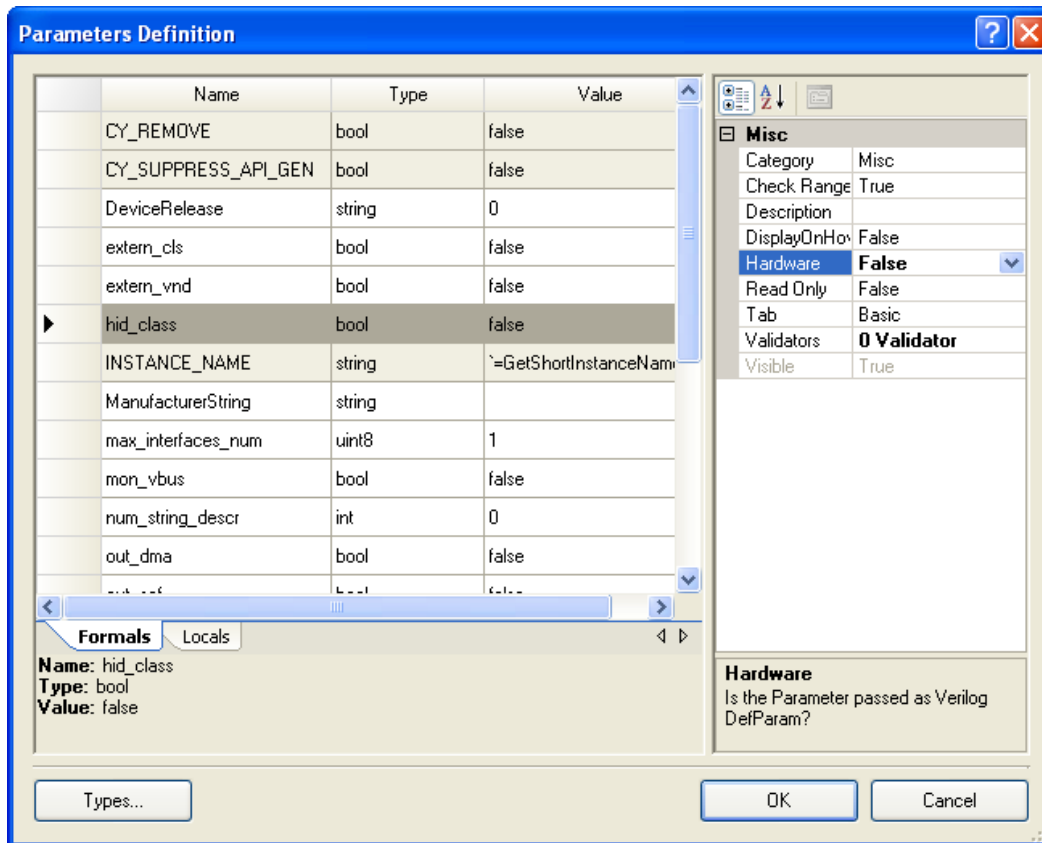 Parameters Definition
Name Type Value
CY_REMOVE bool false
CY_SUPPRESS_API_GEN bool false
DeviceRelease string 0
extern_cls bool false
extern_vnd bool false
hid_class bool false
INSTANCE_NAME string `=GetShortInstanceNam
ManufacturerString string
max_interfaces_num uint8 1
mon_vbus bool false
num_string_descr int 0
out_dma bool false
Formals Locals
Name: hid_class
Type: bool
Value: false
Misc
Category Misc
Check Range True
Description
DisplayOnHov False
Hardware False
Read Only False
Tab Basic
Validators 0 Validator
Visible True
Hardware
Is the Parameter passed as Verilog
DefParam?
Types... OK Cancel